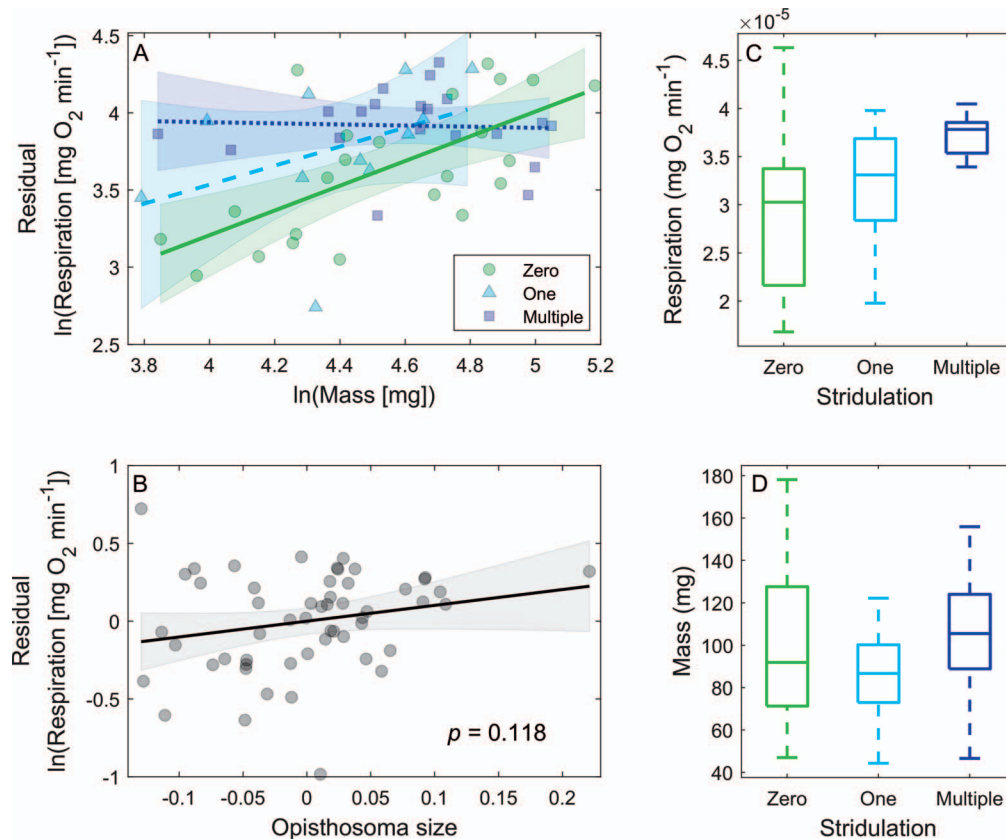 A
Residual
ln(Respiration [mg O₂ min⁻¹])
4.5
4
3.5
3
2.5
3.8
4
4.2
4.4
4.6
4.8
5
5.2
ln(Mass [mg])
Zero
One
Multiple
×10⁻⁵
C
Respiration (mg O₂ min⁻¹)
4.5
4
3.5
3
2.5
2
Zero
One
Multiple
Stridulation
B
Residual
ln(Respiration [mg O₂ min⁻¹])
1
0.5
0
-0.5
-1
-0.1
-0.05
0
0.05
0.1
0.15
0.2
Opisthosoma size
p = 0.118
D
Mass (mg)
180
160
140
120
100
80
60
40
Zero
One
Multiple
Stridulation